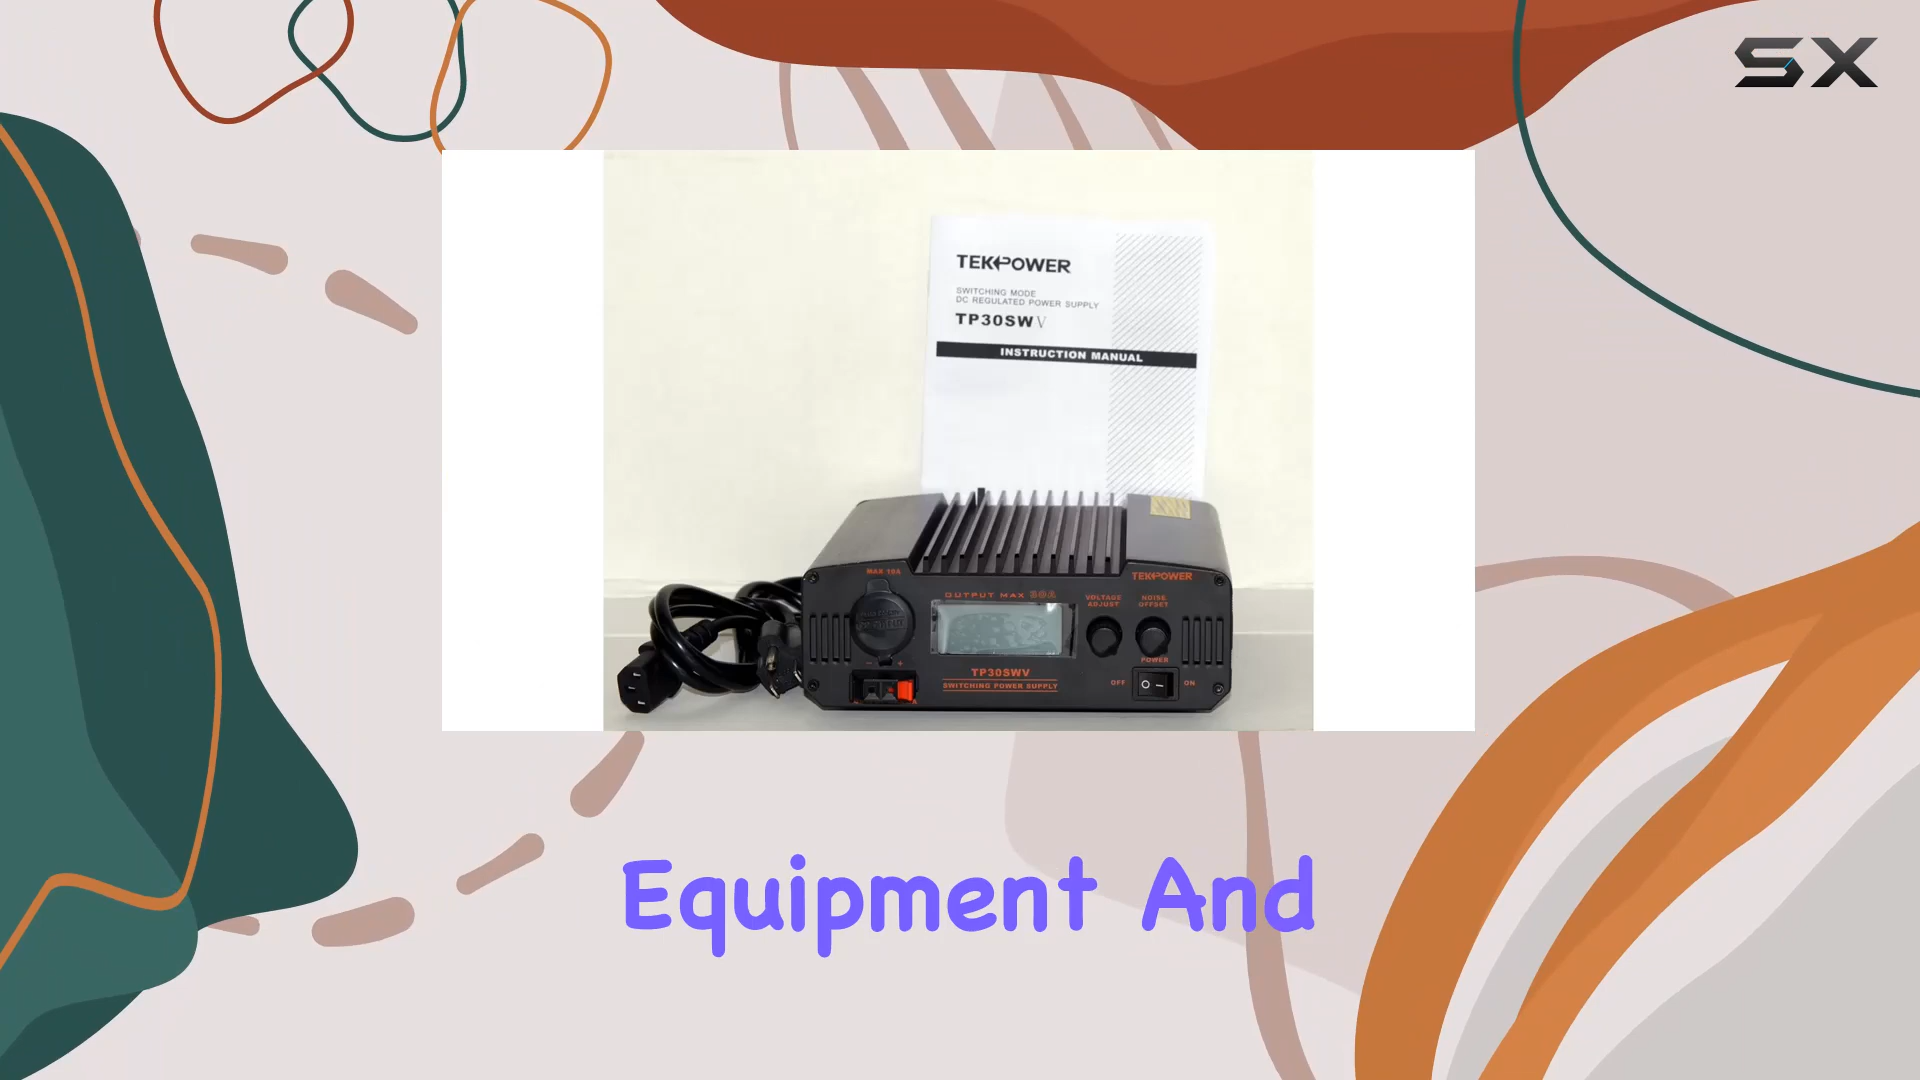 SX
TEKPOWER
SWITCHING MODE
DC REGULATED POWER SUPPLY
TP30SWV
INSTRUCTION MANUAL
MAX 10A
TEKPOWER
OUTPUT MAX 30A
VOLTAGE
ADJUST
NOISE
OFFSET
- +
POWER
TP30SWV
OFF
ON
SWITCHING POWER SUPPLY
Equipment And